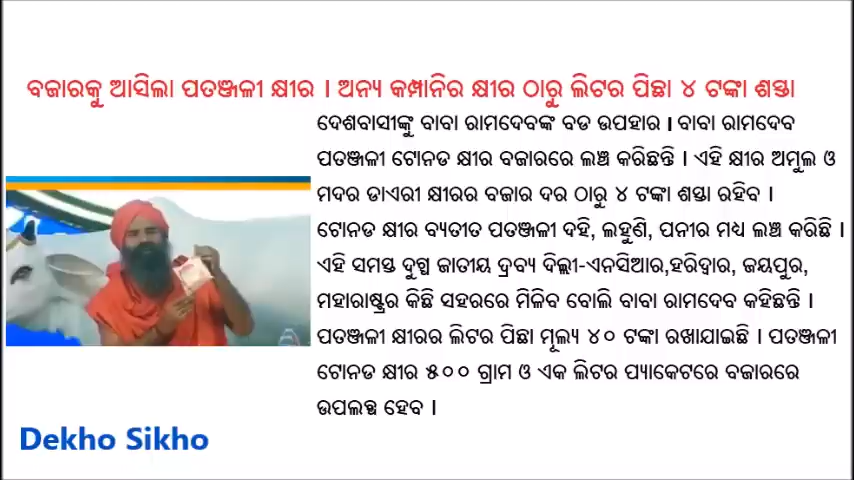 ବଜାରକୁ ଆସିଲା ପତଞ୍ଜଳୀ କ୍ଷୀର । ଅନ୍ୟ କମ୍ପାନିର କ୍ଷୀର ଠାରୁ ଲିଟର ପିଛା ୪ ଟଙ୍କା ଶସ୍ତା
ଦେଶବାସୀଙ୍କୁ ବାବା ରାମଦେବଙ୍କ ବଡ ଉପହାର । ବାବା ରାମଦେବ
ପତଞ୍ଜଳୀ ଟୋନଡ କ୍ଷୀର ବଜାରରେ ଲଞ୍ଚ କରିଛନ୍ତି । ଏହି କ୍ଷୀର ଅମୁଲ ଓ
ମଦର ଡାଏରୀ କ୍ଷୀରର ବଜାର ଦର ଠାରୁ ୪ ଟଙ୍କା ଶସ୍ତା ରହିବ ।
ଟୋନଡ କ୍ଷୀର ବ୍ୟତୀତ ପତଞ୍ଜଳୀ ଦହି, ଲହୁଣି, ପନୀର ମଧ୍ୟ ଲଞ୍ଚ କରିଛି ।
ଏହି ସମସ୍ତ ଦୁଗ୍ଧ ଜାତୀୟ ଦ୍ରବ୍ୟ ଦିଲ୍ଲୀ-ଏନସିଆର,ହରିଦ୍ୱାର, ଜୟପୁର,
ମହାରାଷ୍ଟ୍ରର କିଛି ସହରରେ ମିଳିବ ବୋଲି ବାବା ରାମଦେବ କହିଛନ୍ତି ।
ପତଞ୍ଜଳୀ କ୍ଷୀରର ଲିଟର ପିଛା ମୂଲ୍ୟ ୪୦ ଟଙ୍କା ରଖାଯାଇଛି । ପତଞ୍ଜଳୀ
ଟୋନଡ କ୍ଷୀର ୫୦୦ ଗ୍ରାମ ଓ ଏକ ଲିଟର ପ୍ୟାକେଟରେ ବଜାରରେ
ଉପଲବ୍ଧ ହେବ ।
Dekho Sikho